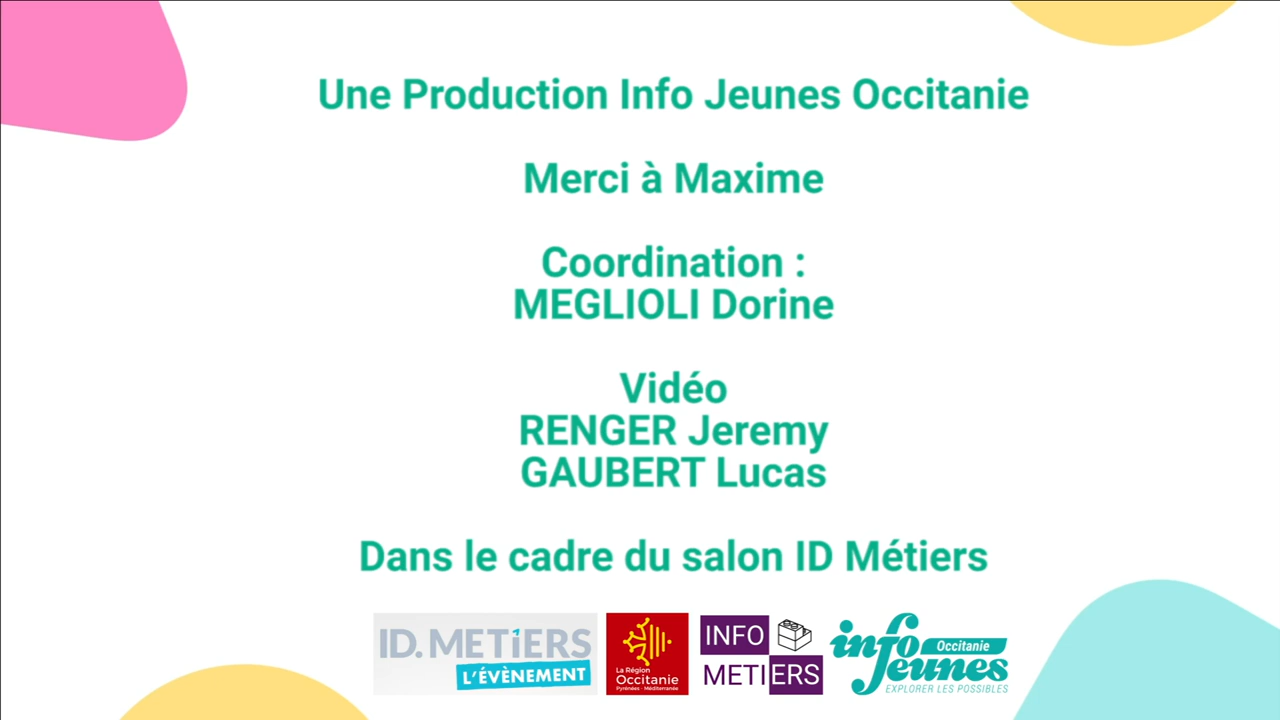 Une Production Info Jeunes Occitanie
Merci à Maxime
Coordination :
MEGLIOLI Dorine
Vidéo
RENGER Jeremy
GAUBERT Lucas
Dans le cadre du salon ID Métiers
ID.METIERS
L'ÉVÈNEMENT
La Région
Occitanie
Pyrénées - Méditerranée
INFO
METIERS
info
Occitanie
Jeunes
EXPLORER LES POSSIBLES